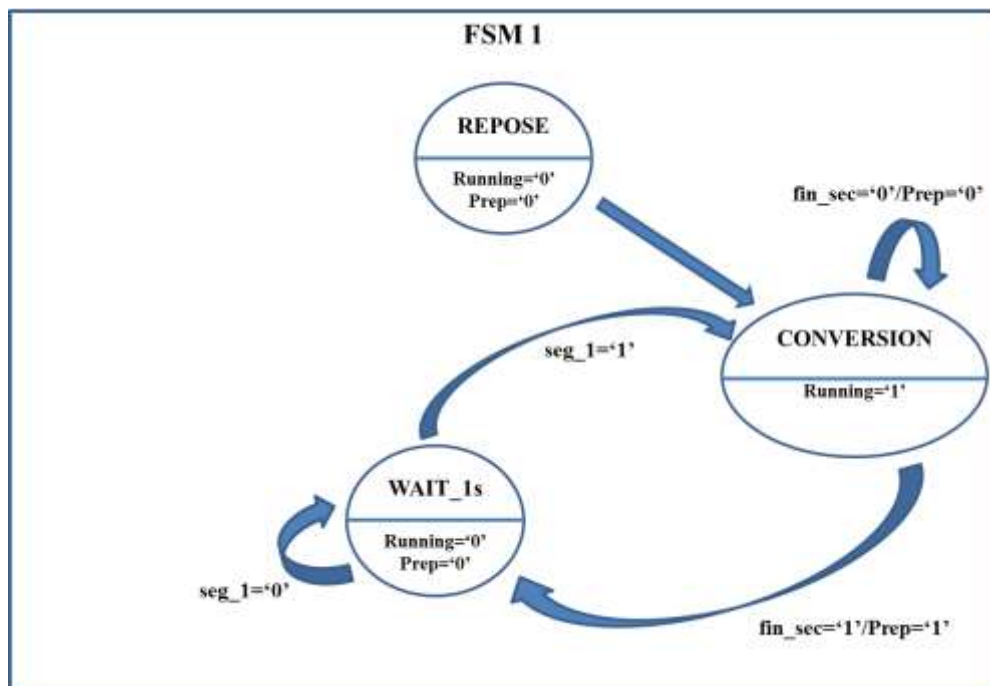 FSM 1
REPOSE
Running=‘0’
Prep=‘0’
fin_sec=‘0’/Prep=‘0’
CONVERSION
Running=‘1’
seg_1=‘1’
WAIT_1s
Running=‘0’
Prep=‘0’
seg_1=‘0’
fin_sec=‘1’/Prep=‘1’